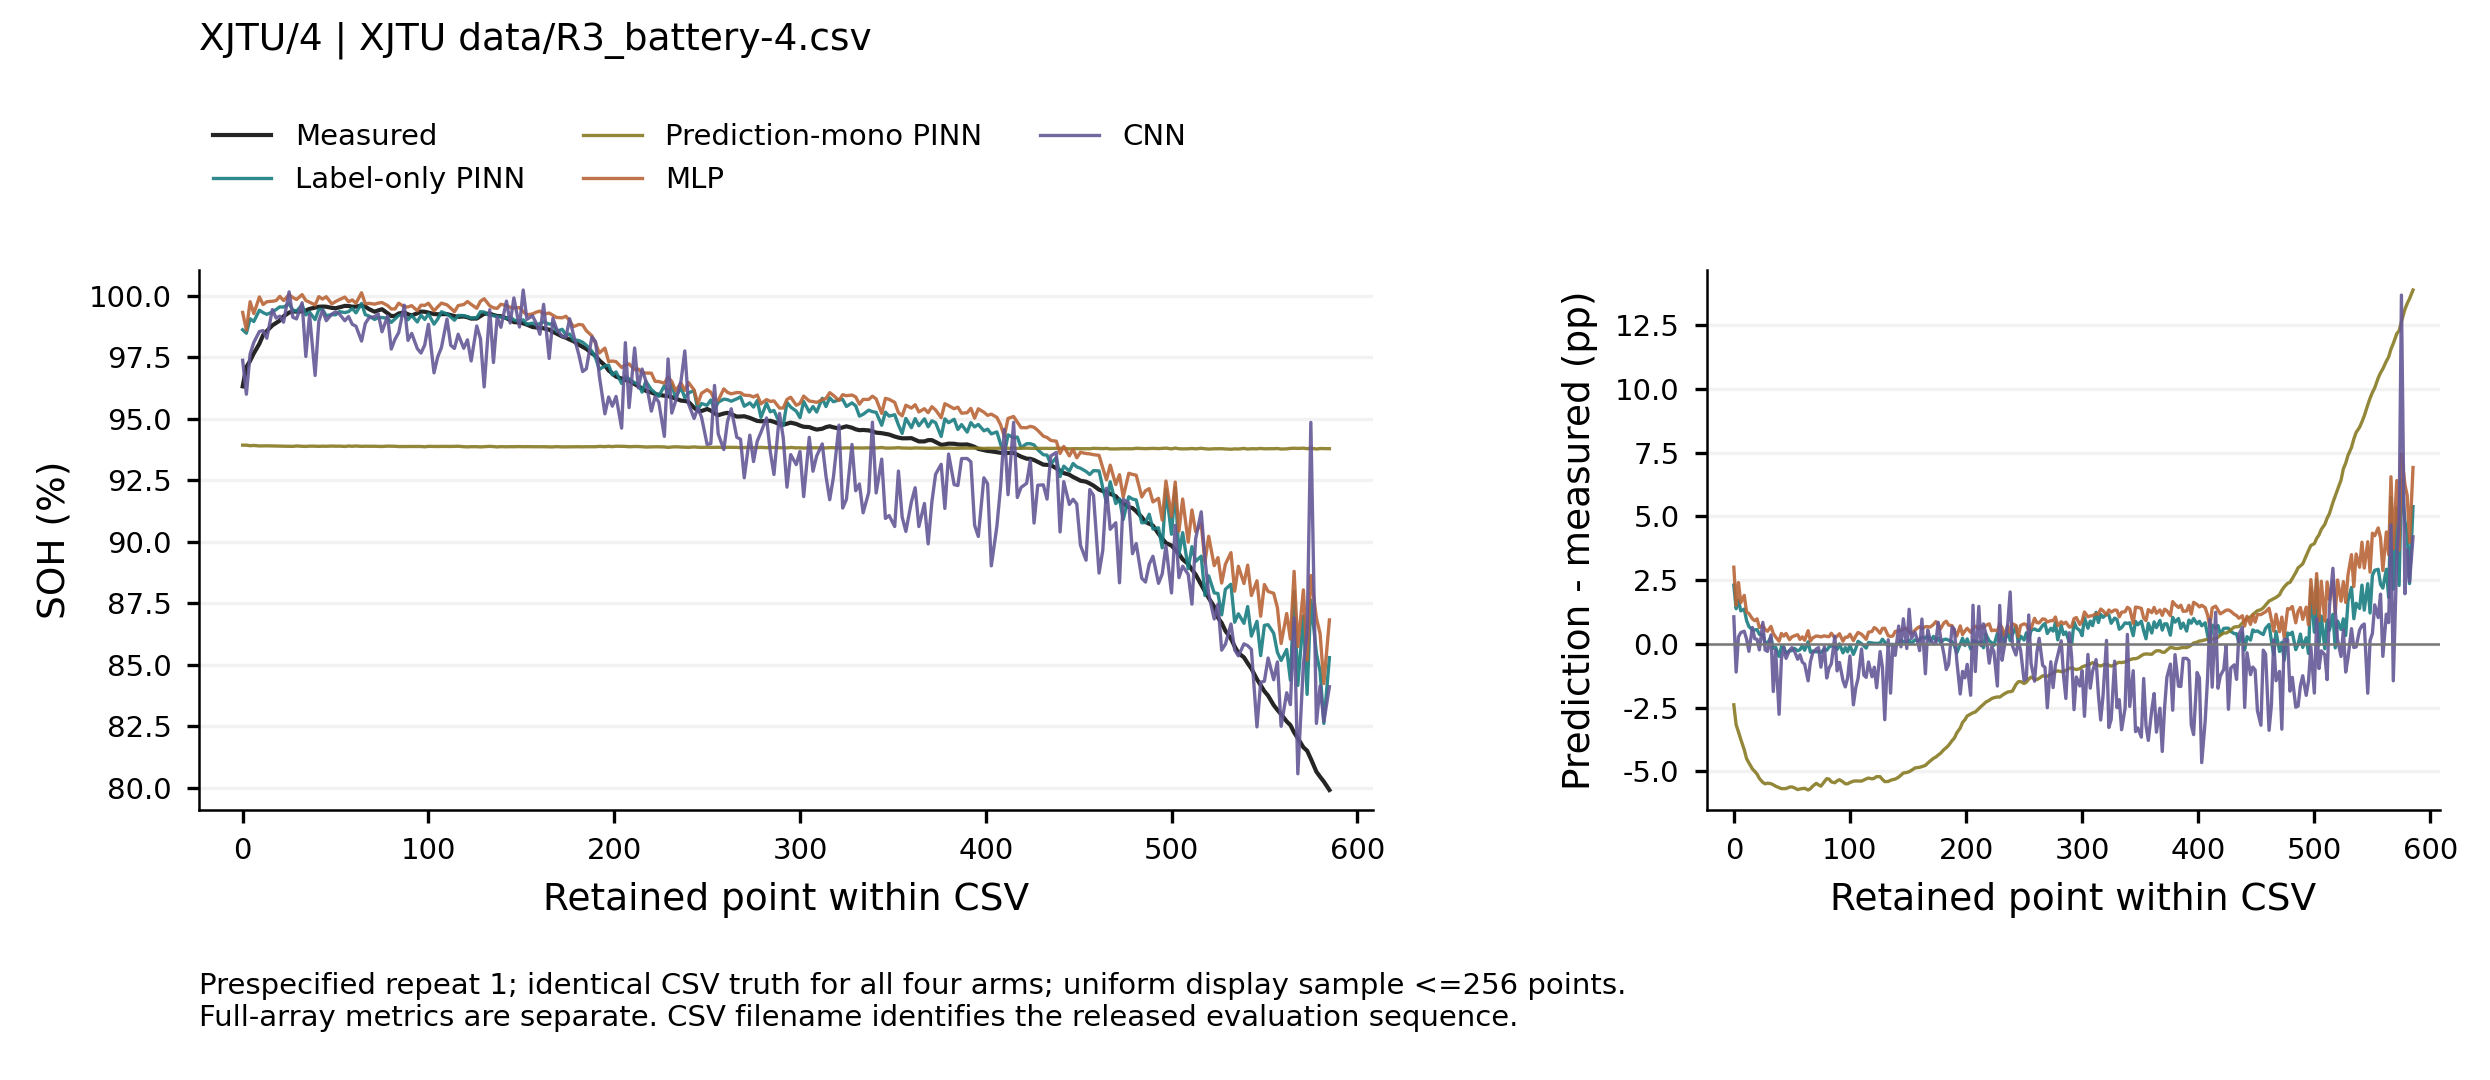 XJTU/4 | XJTU data/R3_battery-4.csv
Measured
Label-only PINN
Prediction-mono PINN
MLP
CNN
SOH (%)
100.0
97.5
95.0
92.5
90.0
87.5
85.0
82.5
80.0
0 100 200 300 400 500 600
Retained point within CSV
Prediction - measured (pp)
12.5
10.0
7.5
5.0
2.5
0.0
-2.5
-5.0
0 100 200 300 400 500 600
Retained point within CSV
Prespecified repeat 1; identical CSV truth for all four arms; uniform display sample <=256 points.
Full-array metrics are separate. CSV filename identifies the released evaluation sequence.